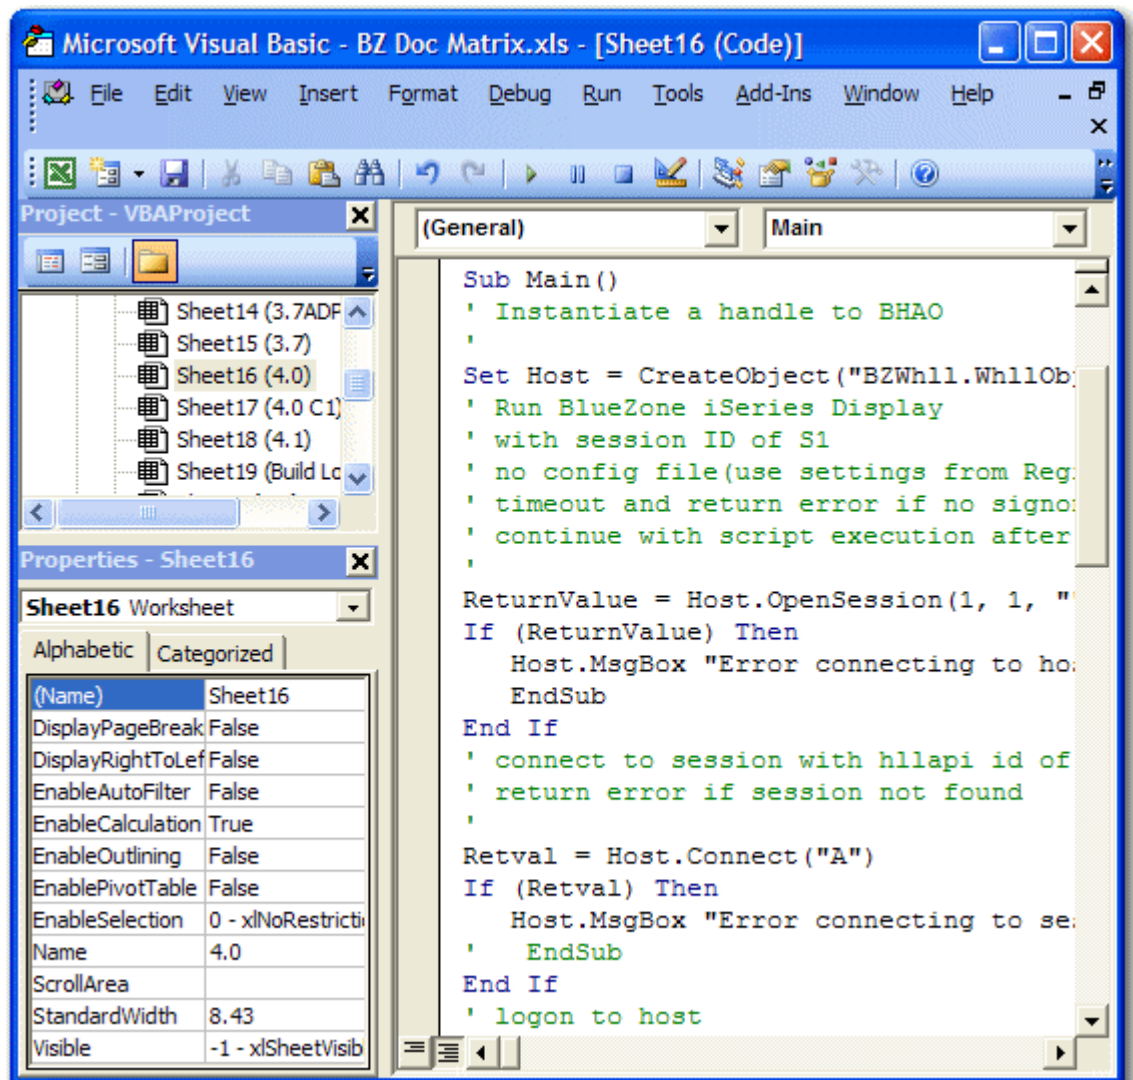 Microsoft Visual Basic - BZ Doc Matrix.xls - [Sheet16 (Code)]
File Edit View Insert Format Debug Run Tools Add-Ins Window Help
Project - VBAProject
Sheet14 (3.7ADP
Sheet15 (3.7)
Sheet16 (4.0)
Sheet17 (4.0 C1)
Sheet18 (4.1)
Sheet19 (Build Lo
Properties - Sheet16
Sheet16 Worksheet
Alphabetic Categorized
(Name) Sheet16
DisplayPageBreak False
DisplayRightToLef False
EnableAutoFilter False
EnableCalculation True
EnableOutlining False
EnablePivotTable False
EnableSelection 0 - xlNoRestricti
Name 4.0
ScrollArea
StandardWidth 8.43
Visible -1 - xlSheetVisib
(General) Main
Sub Main()
' Instantiate a handle to BHAO
'
Set Host = CreateObject("BZWhll.WhllOb
' Run BlueZone iSeries Display
' with session ID of S1
' no config file(use settings from Reg
' timeout and return error if no signo
' continue with script execution after
'
ReturnValue = Host.OpenSession(1, 1, "
If (ReturnValue) Then
Host.MsgBox "Error connecting to ho
EndSub
End If
' connect to session with hllapi id of
' return error if session not found
'
Retval = Host.Connect("A")
If (Retval) Then
Host.MsgBox "Error connecting to se
' EndSub
End If
' logon to host